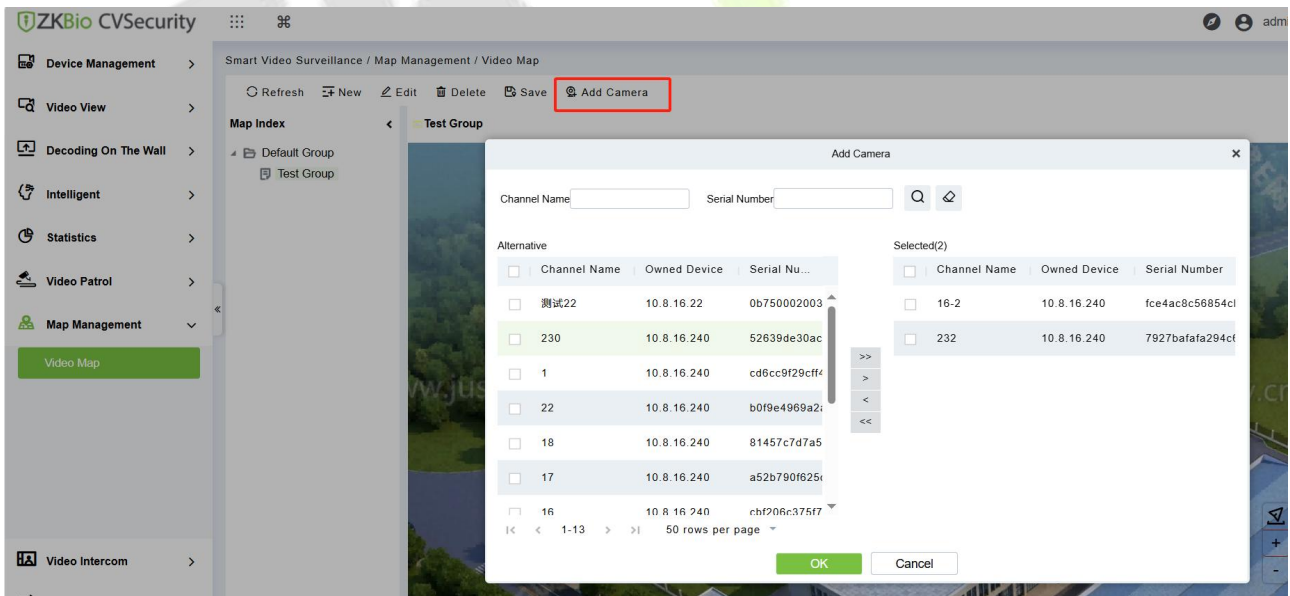 ZKBio CVSecurity
Smart Video Surveillance / Map Management / Video Map
Refresh New Edit Delete Save Add Camera
Device Management
Video View
Decoding On The Wall
Intelligent
Statistics
Video Patrol
Map Management
Video Map
Video Intercom
Map Index
Default Group
Test Group
Test Group
Add Camera
Channel Name
Serial Number
Alternative
Channel Name Owned Device Serial Nu...
测试22 10.8.16.22 0b750002003
230 10.8.16.240 52639de30ac
1 10.8.16.240 cd6cc9f29cff4
22 10.8.16.240 b0f9e4969a2
18 10.8.16.240 81457c7d7a5
17 10.8.16.240 a52b790f625
16 10.8.16.240 cbf206c375f7
1-13 50 rows per page
>>
>
<
<<
Selected(2)
Channel Name Owned Device Serial Number
16-2 10.8.16.240 fce4ac8c56854c
232 10.8.16.240 7927bafafa294c
OK Cancel